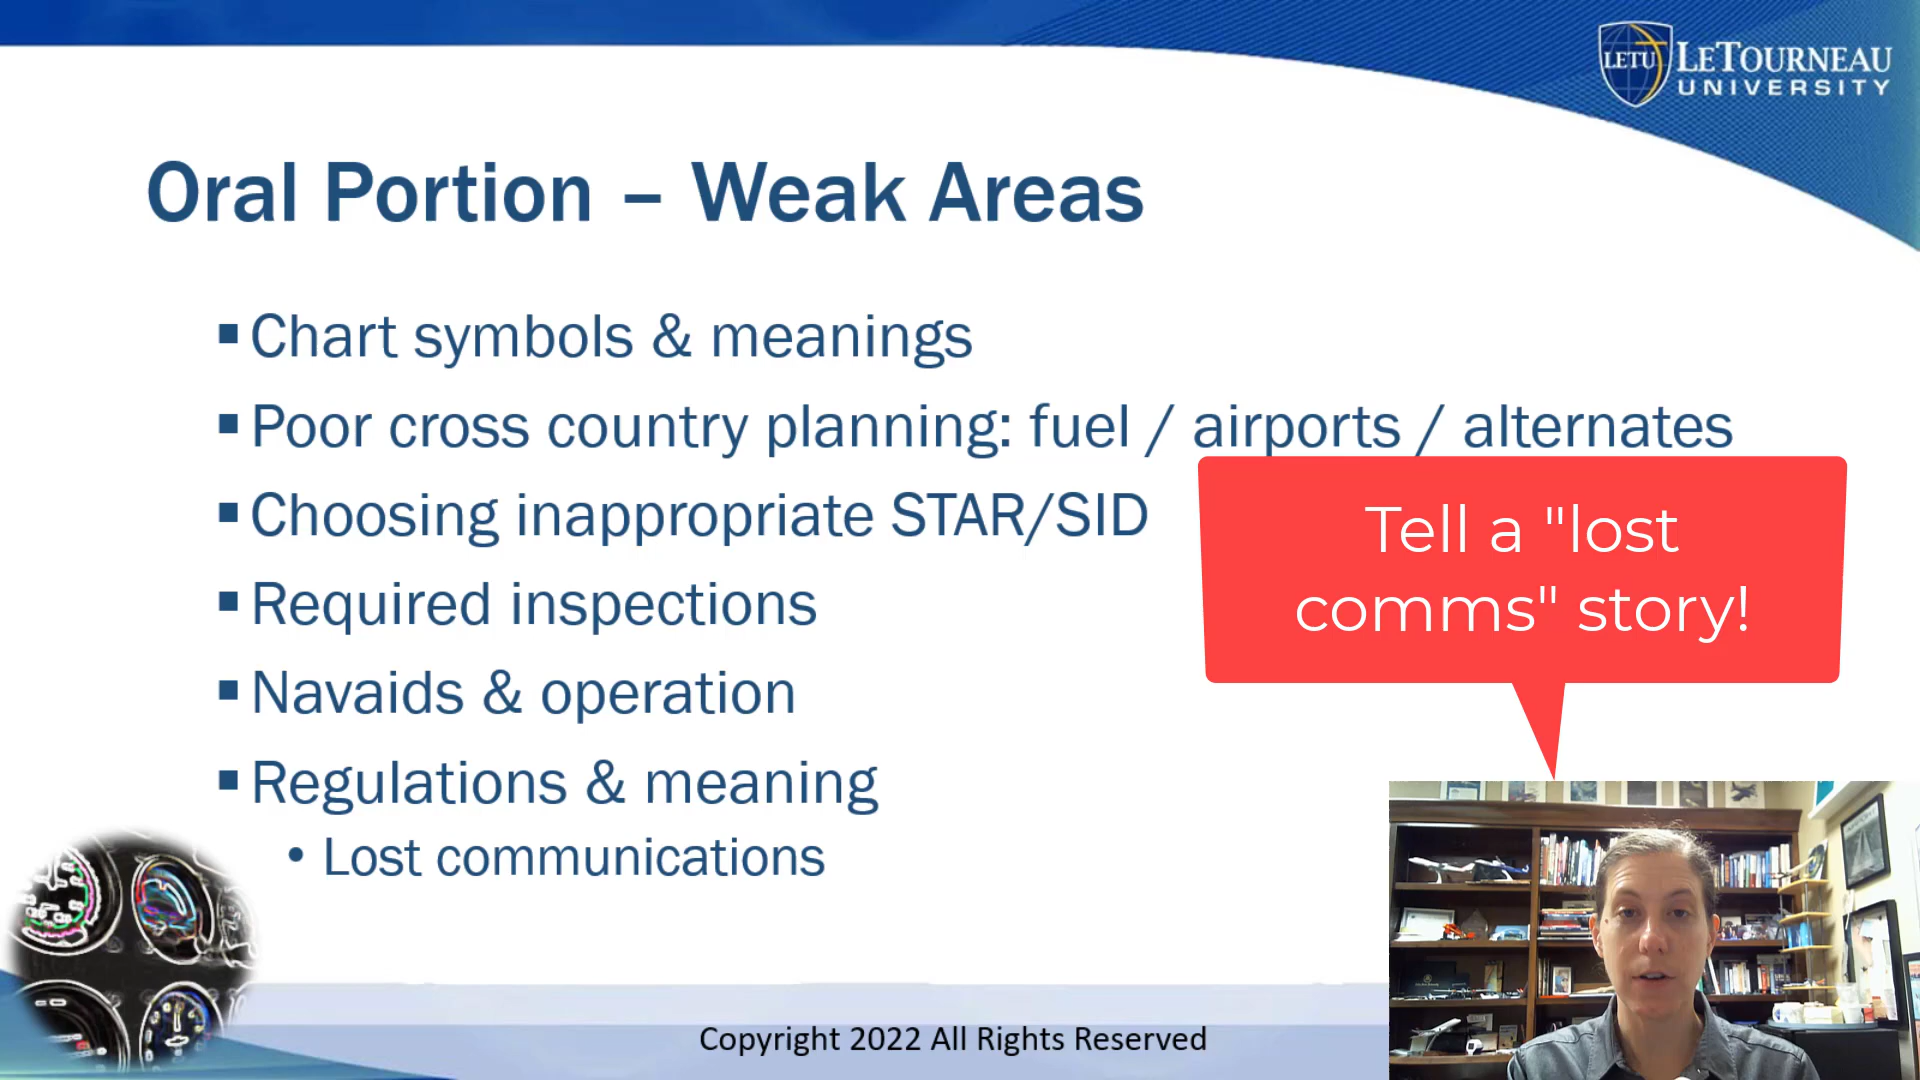 LETU
LETOURNEAU
UNIVERSITY
Oral Portion – Weak Areas
▪ Chart symbols & meanings
▪ Poor cross country planning: fuel / airports / alternates
▪ Choosing inappropriate STAR/SID
▪ Required inspections
▪ Navaids & operation
▪ Regulations & meaning
• Lost communications
Tell a "lost
comms" story!
Copyright 2022 All Rights Reserved